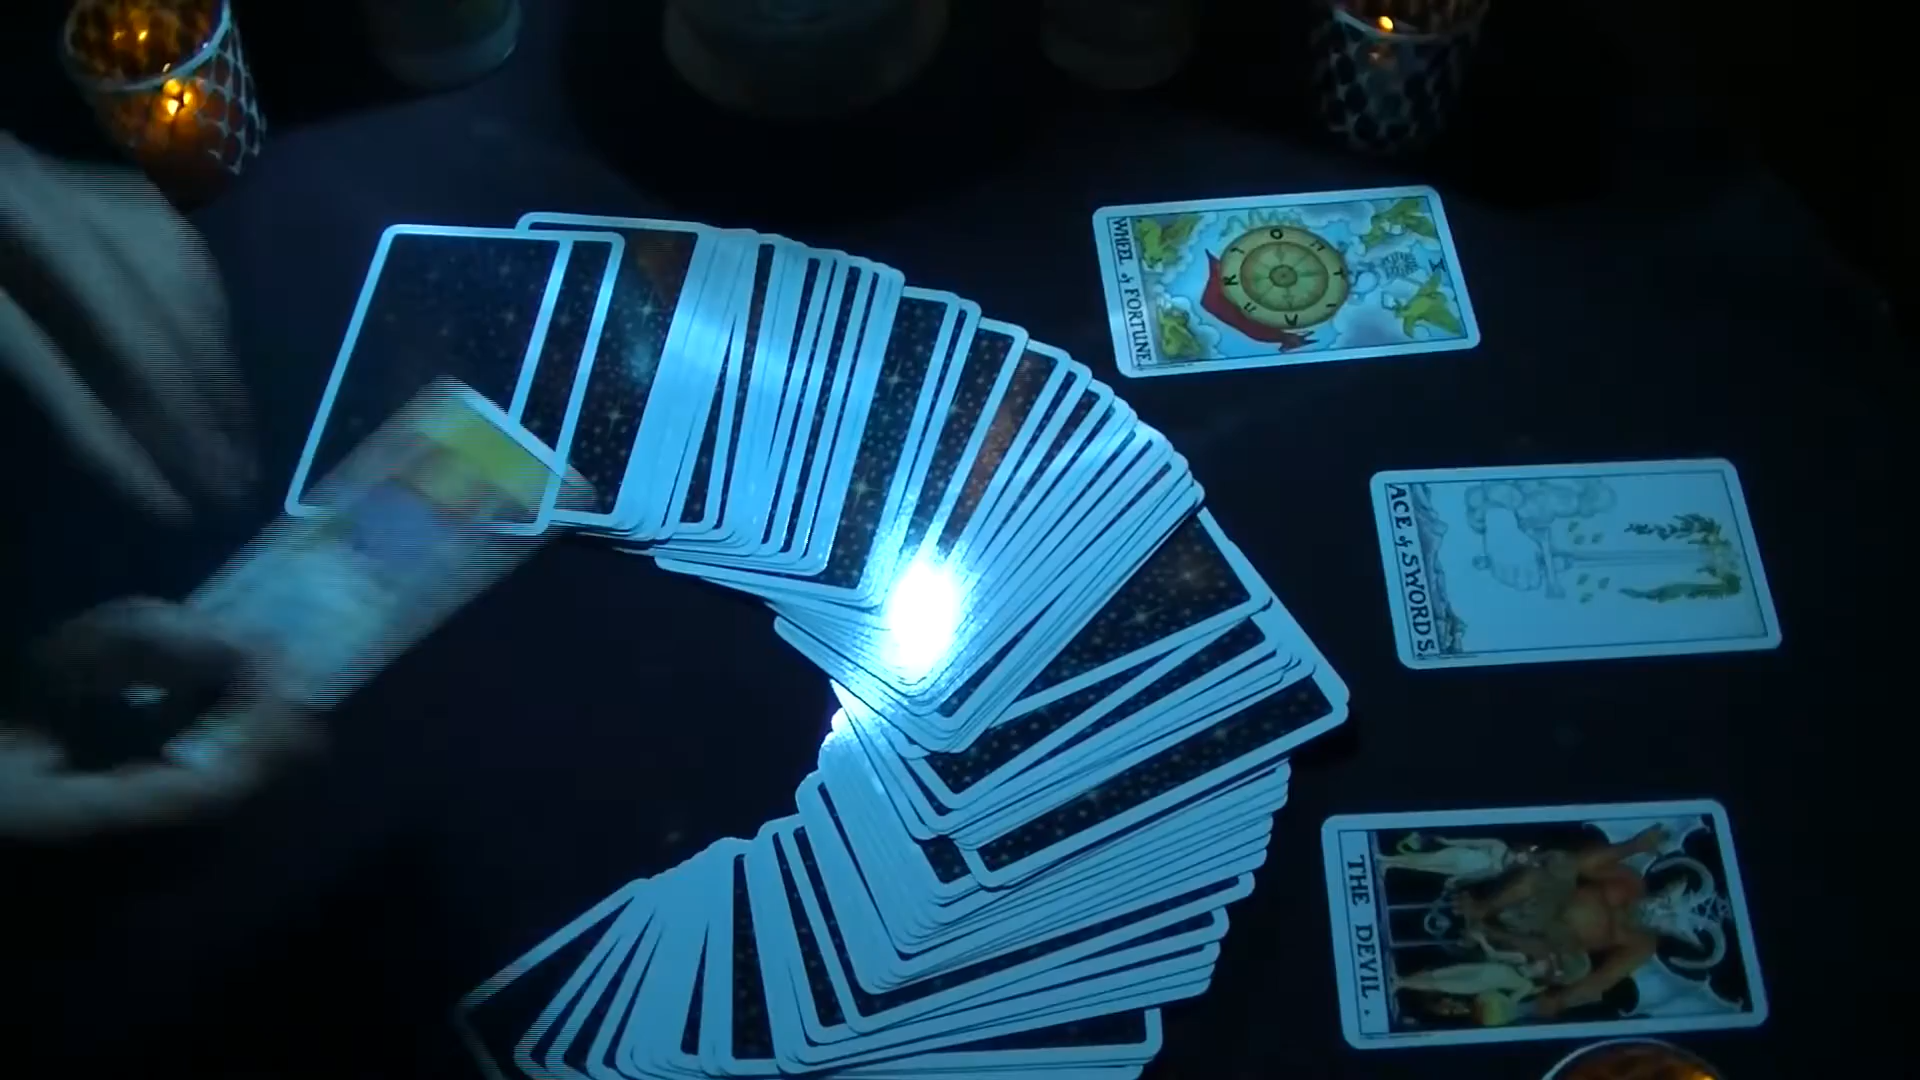 WHEEL of FORTUNE.
X
T
A
R
O
ACE of SWORDS.
THE DEVIL.